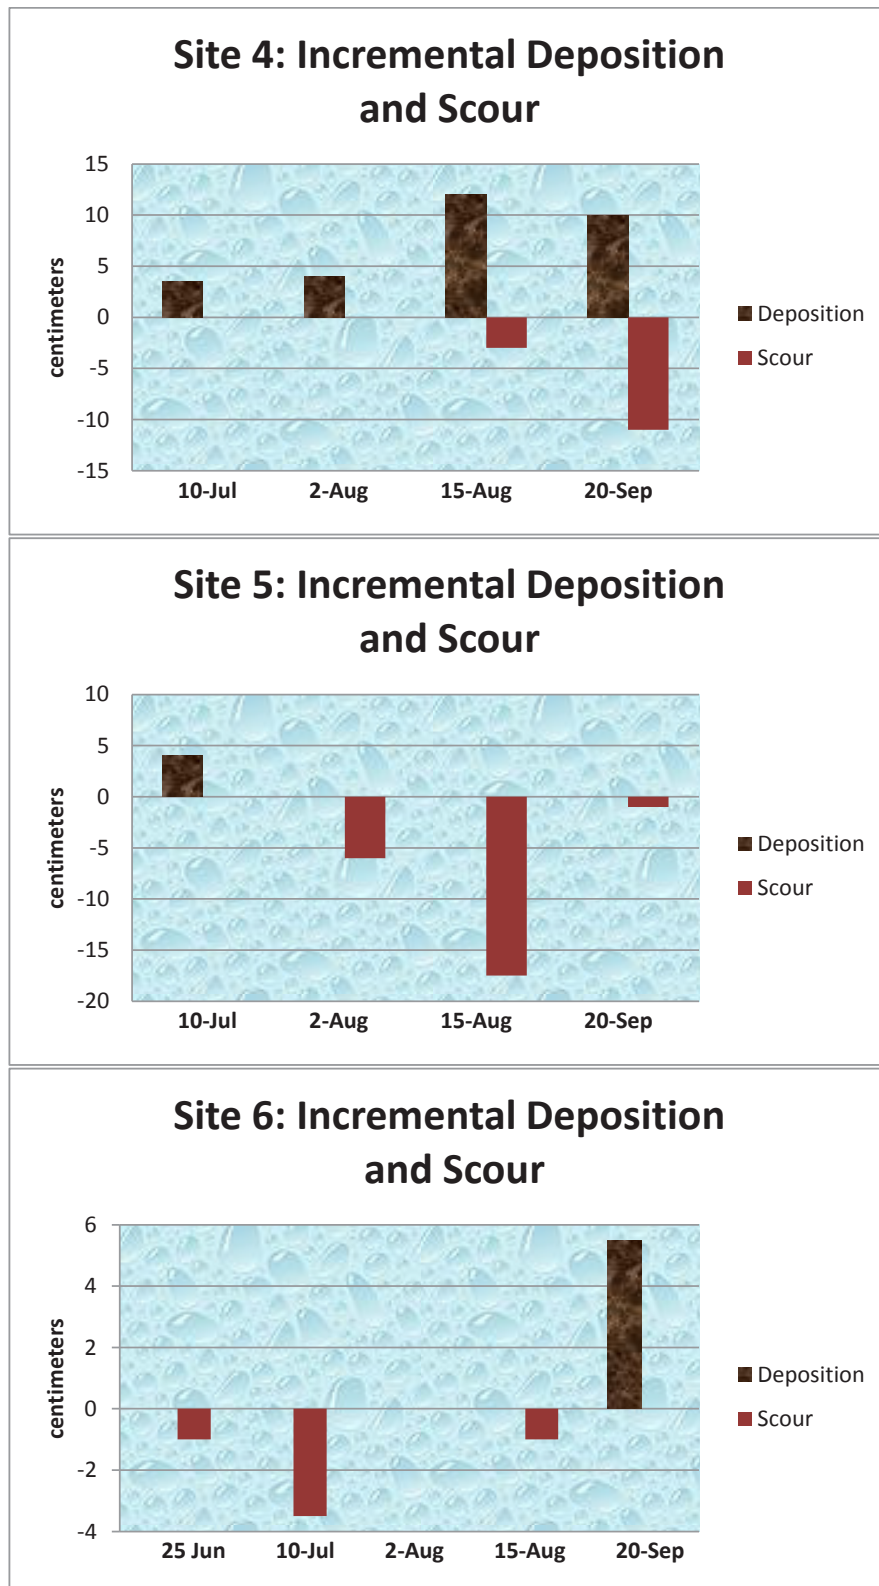 Site 4: Incremental Deposition
and Scour
15
10
5
0
-5
-10
-15
centimeters
10-Jul 2-Aug 15-Aug 20-Sep
Deposition
Scour
Site 5: Incremental Deposition
and Scour
10
5
0
-5
-10
-15
-20
centimeters
10-Jul 2-Aug 15-Aug 20-Sep
Deposition
Scour
Site 6: Incremental Deposition
and Scour
6
4
2
0
-2
-4
centimeters
25 Jun 10-Jul 2-Aug 15-Aug 20-Sep
Deposition
Scour